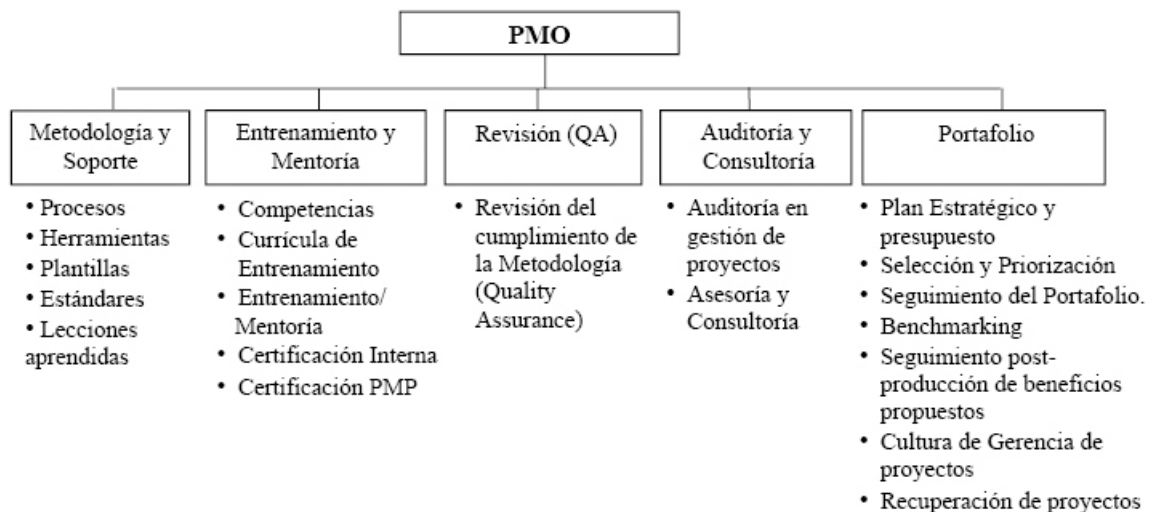 PMO
Metodología y
Soporte
• Procesos
• Herramientas
• Plantillas
• Estándares
• Lecciones
aprendidas
Entrenamiento y
Mentoría
• Competencias
• Currícula de
Entrenamiento
• Entrenamiento/
Mentoría
• Certificación Interna
• Certificación PMP
Revisión (QA)
• Revisión del
cumplimiento de
la Metodología
(Quality
Assurance)
Auditoría y
Consultoría
• Auditoría en
gestión de
proyectos
• Asesoría y
Consultoría
Portafolio
• Plan Estratégico y
presupuesto
• Selección y Priorización
• Seguimiento del Portafolio.
• Benchmarking
• Seguimiento post-
producción de beneficios
propuestos
• Cultura de Gerencia de
proyectos
• Recuperación de proyectos